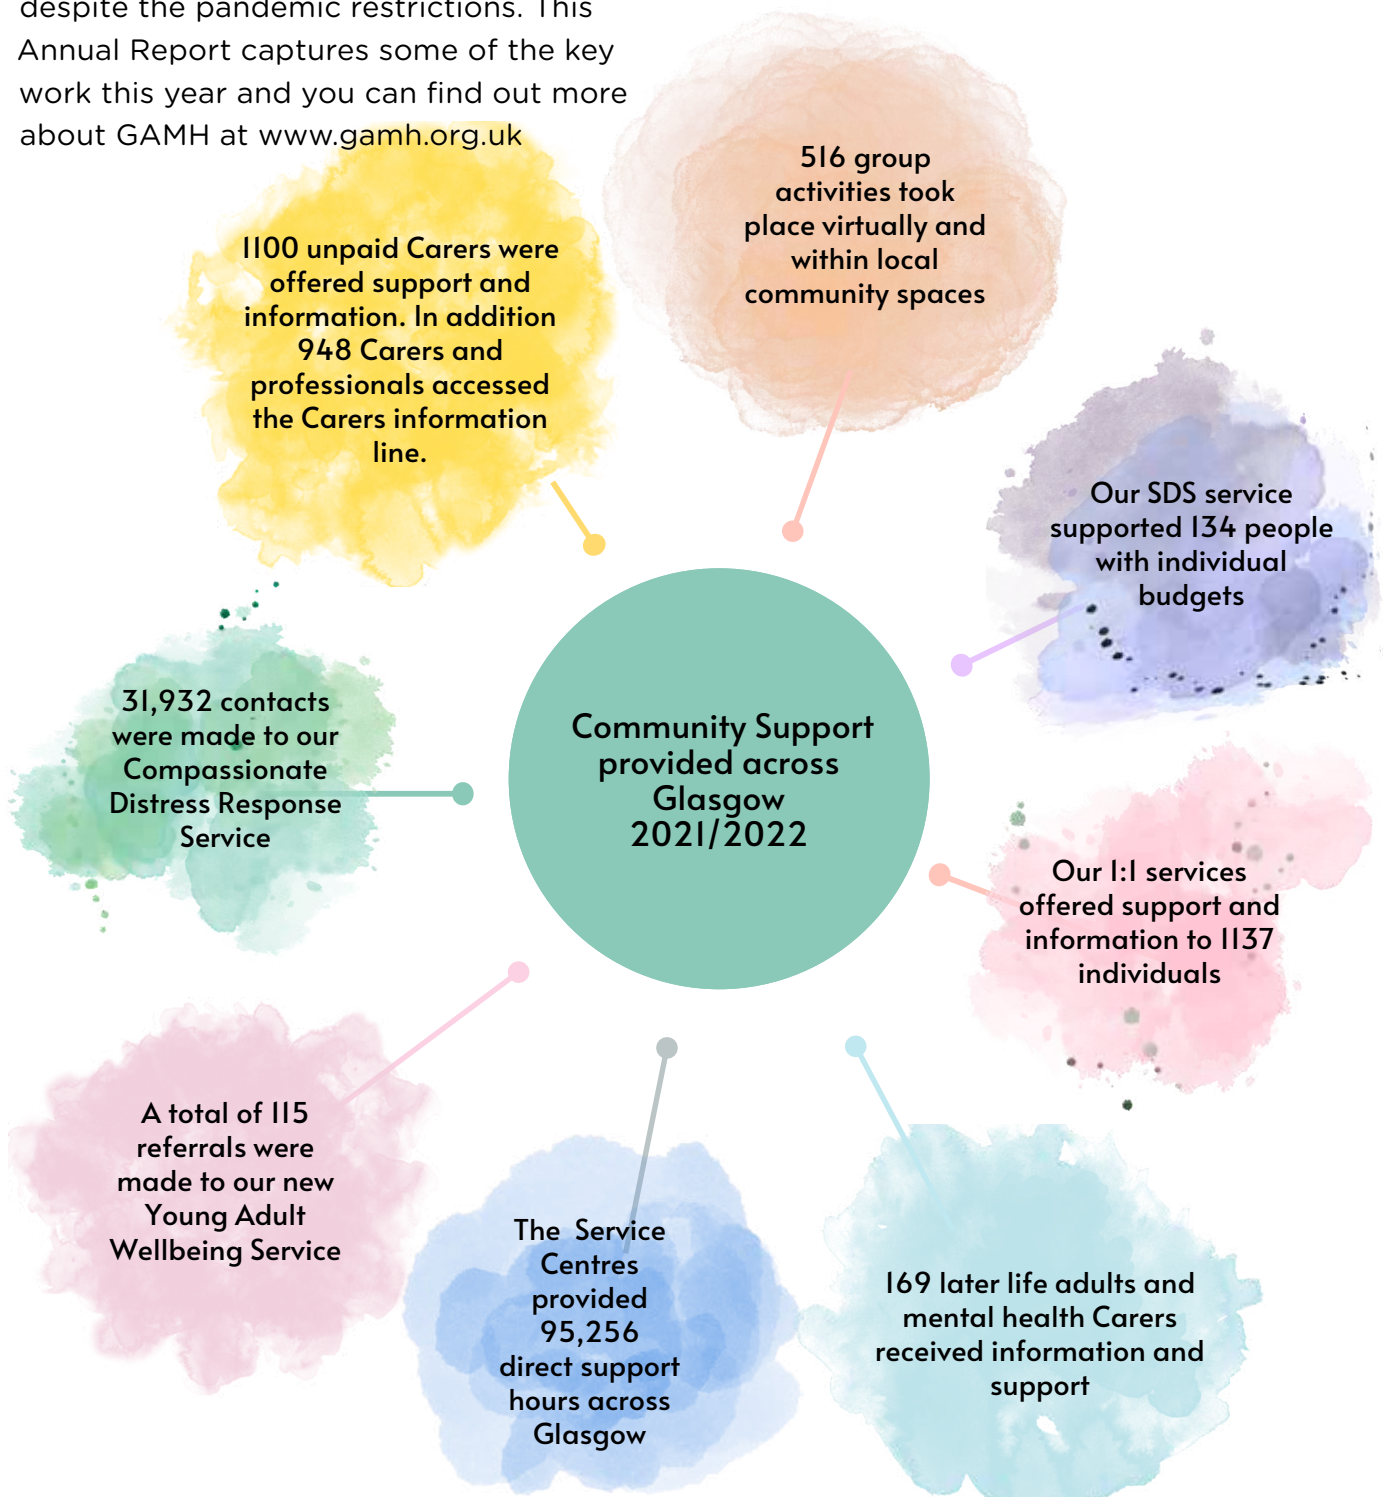 despite the pandemic restrictions. This
Annual Report captures some of the key
work this year and you can find out more
about GAMH at www.gamh.org.uk
516 group
activities took
place virtually and
within local
community spaces
1100 unpaid Carers were
offered support and
information. In addition
948 Carers and
professionals accessed
the Carers information
line.
Our SDS service
supported 134 people
with individual
budgets
31,932 contacts
were made to our
Compassionate
Distress Response
Service
Community Support
provided across
Glasgow
2021/2022
Our 1:1 services
offered support and
information to 1137
individuals
A total of 115
referrals were
made to our new
Young Adult
Wellbeing Service
The  Service
Centres
provided
95,256
direct support
hours across
Glasgow
169 later life adults and
mental health Carers
received information and
support